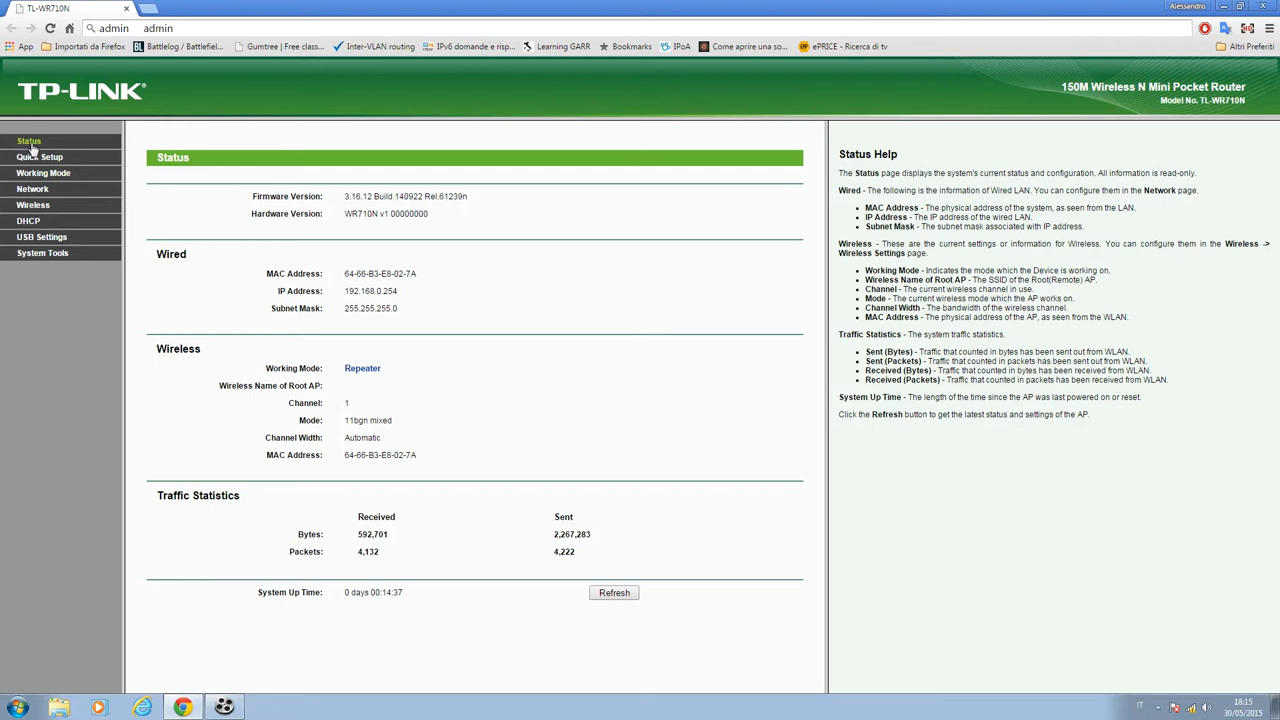 Alessandro
TL-WR710N
admin admin
App
Importati da Firefox
Battlelog / Battlefiel...
Gumtree | Free class...
Inter-VLAN routing
IPv6 domande e risp...
Learning GARR
Bookmarks
IPoA
Come aprire una so...
ePRICE - Ricerca di tv
Altri Preferiti
TP-LINK®
150M Wireless N Mini Pocket Router
Model No. TL-WR710N
Status
Quick Setup
Working Mode
Network
Wireless
DHCP
USB Settings
System Tools
Status
Firmware Version: 3.16.12 Build 140922 Rel.61239n
Hardware Version: WR710N v1 00000000
Wired
MAC Address: 64-66-B3-E8-02-7A
IP Address: 192.168.0.254
Subnet Mask: 255.255.255.0
Wireless
Working Mode: Repeater
Wireless Name of Root AP:
Channel: 1
Mode: 11bgn mixed
Channel Width: Automatic
MAC Address: 64-66-B3-E8-02-7A
Traffic Statistics
Received Sent
Bytes: 592,701 2,267,283
Packets: 4,132 4,222
System Up Time: 0 days 00:14:37 Refresh
Status Help
The Status page displays the system's current status and configuration. All information is read-only.
Wired - The following is the information of Wired LAN. You can configure them in the Network page.
• MAC Address - The physical address of the system, as seen from the LAN.
• IP Address - The IP address of the wired LAN.
• Subnet Mask - The subnet mask associated with IP address.
Wireless - These are the current settings or information for Wireless. You can configure them in the Wireless ->
Wireless Settings page.
• Working Mode - Indicates the mode which the Device is working on.
• Wireless Name of Root AP - The SSID of the Root(Remote) AP.
• Channel - The current wireless channel in use.
• Mode - The current wireless mode which the AP works on.
• Channel Width - The bandwidth of the wireless channel.
• MAC Address - The physical address of the AP, as seen from the WLAN.
Traffic Statistics - The system traffic statistics.
• Sent (Bytes) - Traffic that counted in bytes has been sent out from WLAN.
• Sent (Packets) - Traffic that counted in packets has been sent out from WLAN.
• Received (Bytes) - Traffic that counted in bytes has been received from WLAN.
• Received (Packets) - Traffic that counted in packets has been received from WLAN.
System Up Time - The length of the time since the AP was last powered on or reset.
Click the Refresh button to get the latest status and settings of the AP.
IT
18:15
30/05/2015